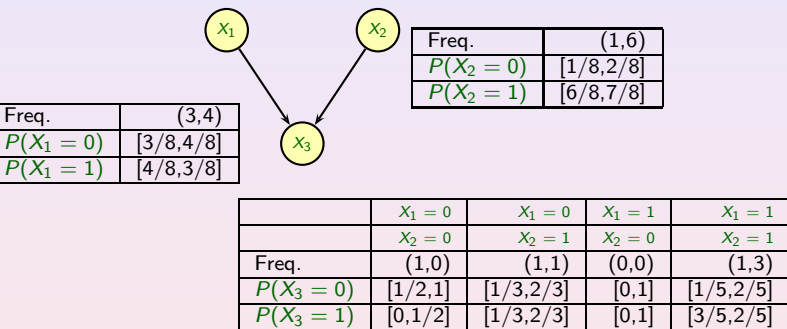 X1 X2
Freq. (1,6)
P(X2 = 0) [1/8,2/8]
P(X2 = 1) [6/8,7/8]
Freq. (3,4)
P(X1 = 0) [3/8,4/8]
P(X1 = 1) [4/8,3/8]
X3
X1 = 0 X1 = 0 X1 = 1 X1 = 1
X2 = 0 X2 = 1 X2 = 0 X2 = 1
Freq. (1,0) (1,1) (0,0) (1,3)
P(X3 = 0) [1/2,1] [1/3,2/3] [0,1] [1/5,2/5]
P(X3 = 1) [0,1/2] [1/3,2/3] [0,1] [3/5,2/5]